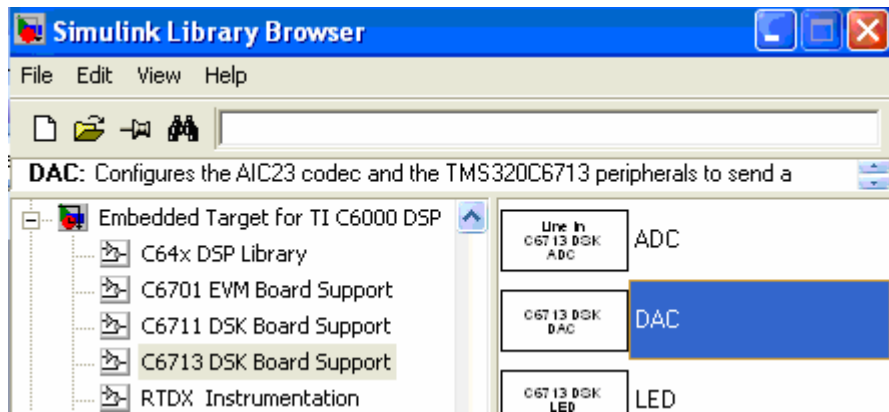 Simulink Library Browser
File Edit View Help
DAC: Configures the AIC23 codec and the TMS320C6713 peripherals to send a
Embedded Target for TI C6000 DSP
C64x DSP Library
C6701 EVM Board Support
C6711 DSK Board Support
C6713 DSK Board Support
RTDX Instrumentation
Line In
C6713 DSK
ADC
ADC
C6713 DSK
DAC
DAC
C6713 DSK
LED
LED